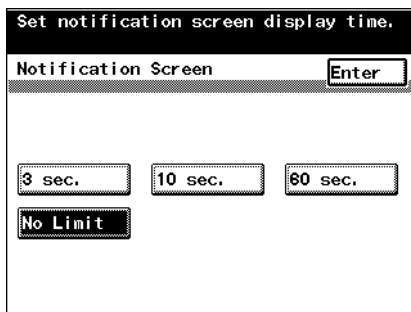 Set notification screen display time.
Notification Screen Enter
3 sec. 10 sec. 60 sec.
No Limit